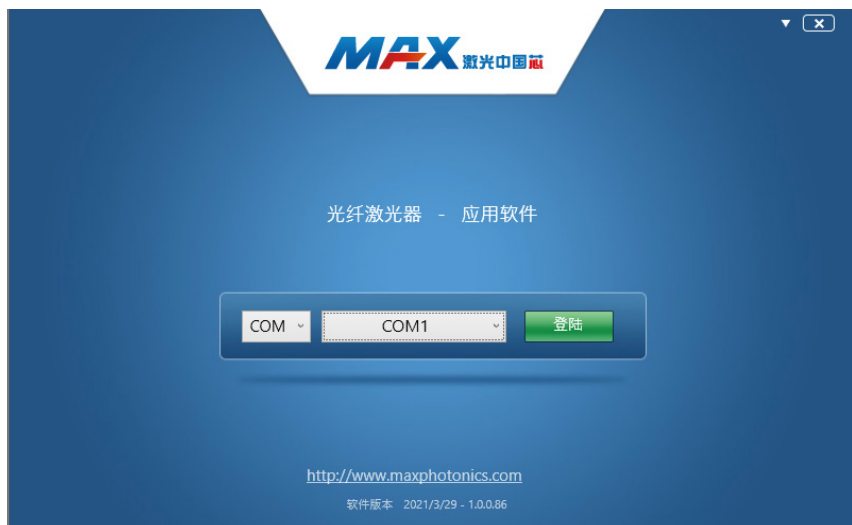 MAX 激光中国芯
光纤激光器 - 应用软件
COM COM1 登陆
http://www.maxphotonics.com
软件版本 2021/3/29 - 1.0.0.86